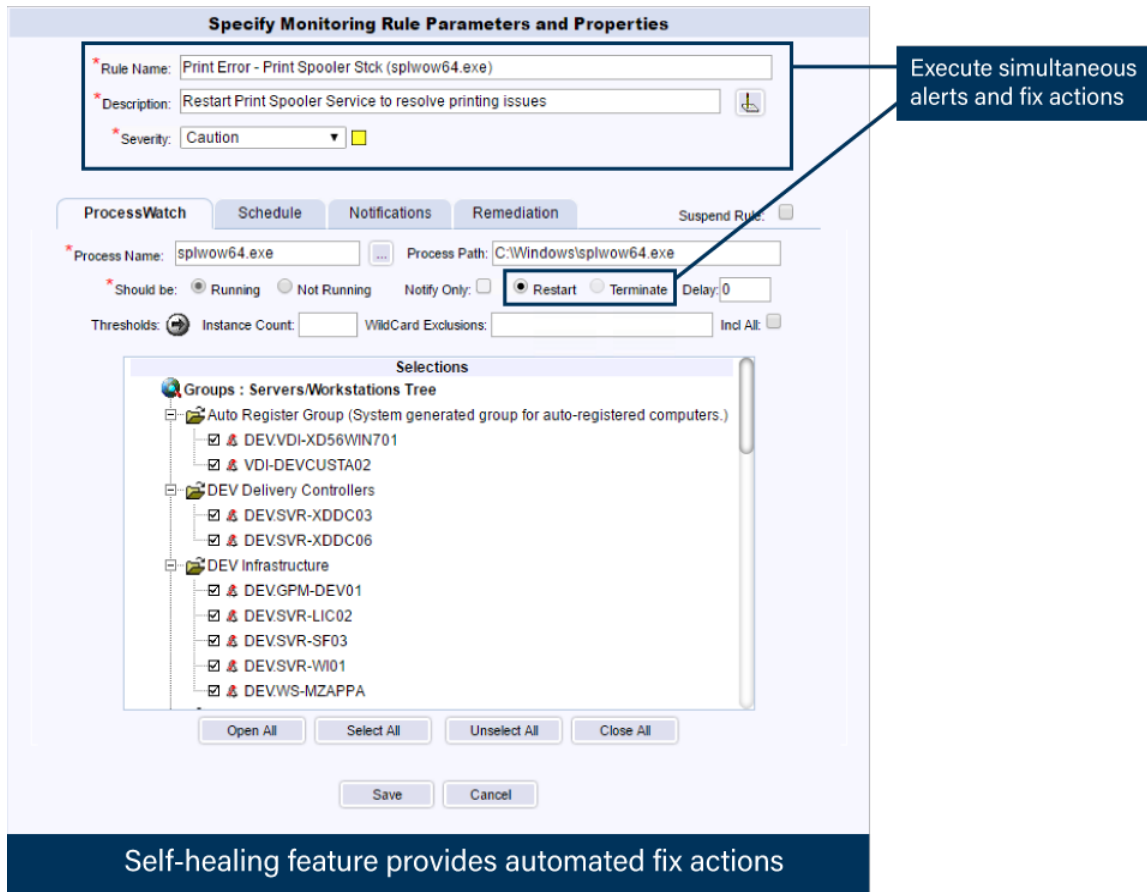 Specify Monitoring Rule Parameters and Properties
*Rule Name: Print Error - Print Spooler Stck (splwow64.exe)
*Description: Restart Print Spooler Service to resolve printing issues
*Severity: Caution
Execute simultaneous
alerts and fix actions
ProcessWatch Schedule Notifications Remediation Suspend Rule:
*Process Name: splwow64.exe ... Process Path: C:\Windows\splwow64.exe
*Should be: Running Not Running Notify Only: Restart Terminate Delay: 0
Thresholds: Instance Count: WildCard Exclusions: Incl All:
Selections
Groups : Servers/Workstations Tree
Auto Register Group (System generated group for auto-registered computers.)
DEV.VDI-XD56WIN701
VDI-DEVCUSTA02
DEV Delivery Controllers
DEV.SVR-XDDC03
DEV.SVR-XDDC06
DEV Infrastructure
DEV.GPM-DEV01
DEV.SVR-LIC02
DEV.SVR-SF03
DEV.SVR-WI01
DEV.WS-MZAPPA
Open All Select All Unselect All Close All
Save Cancel
Self-healing feature provides automated fix actions